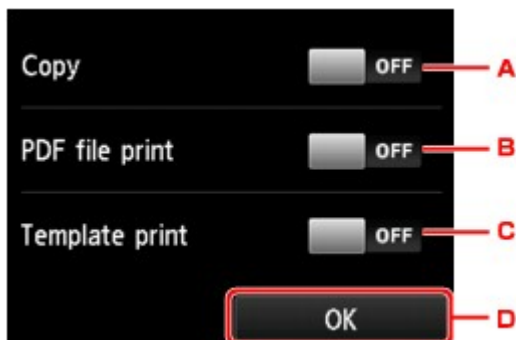 Copy OFF A
PDF file print OFF B
Template print OFF C
OK D